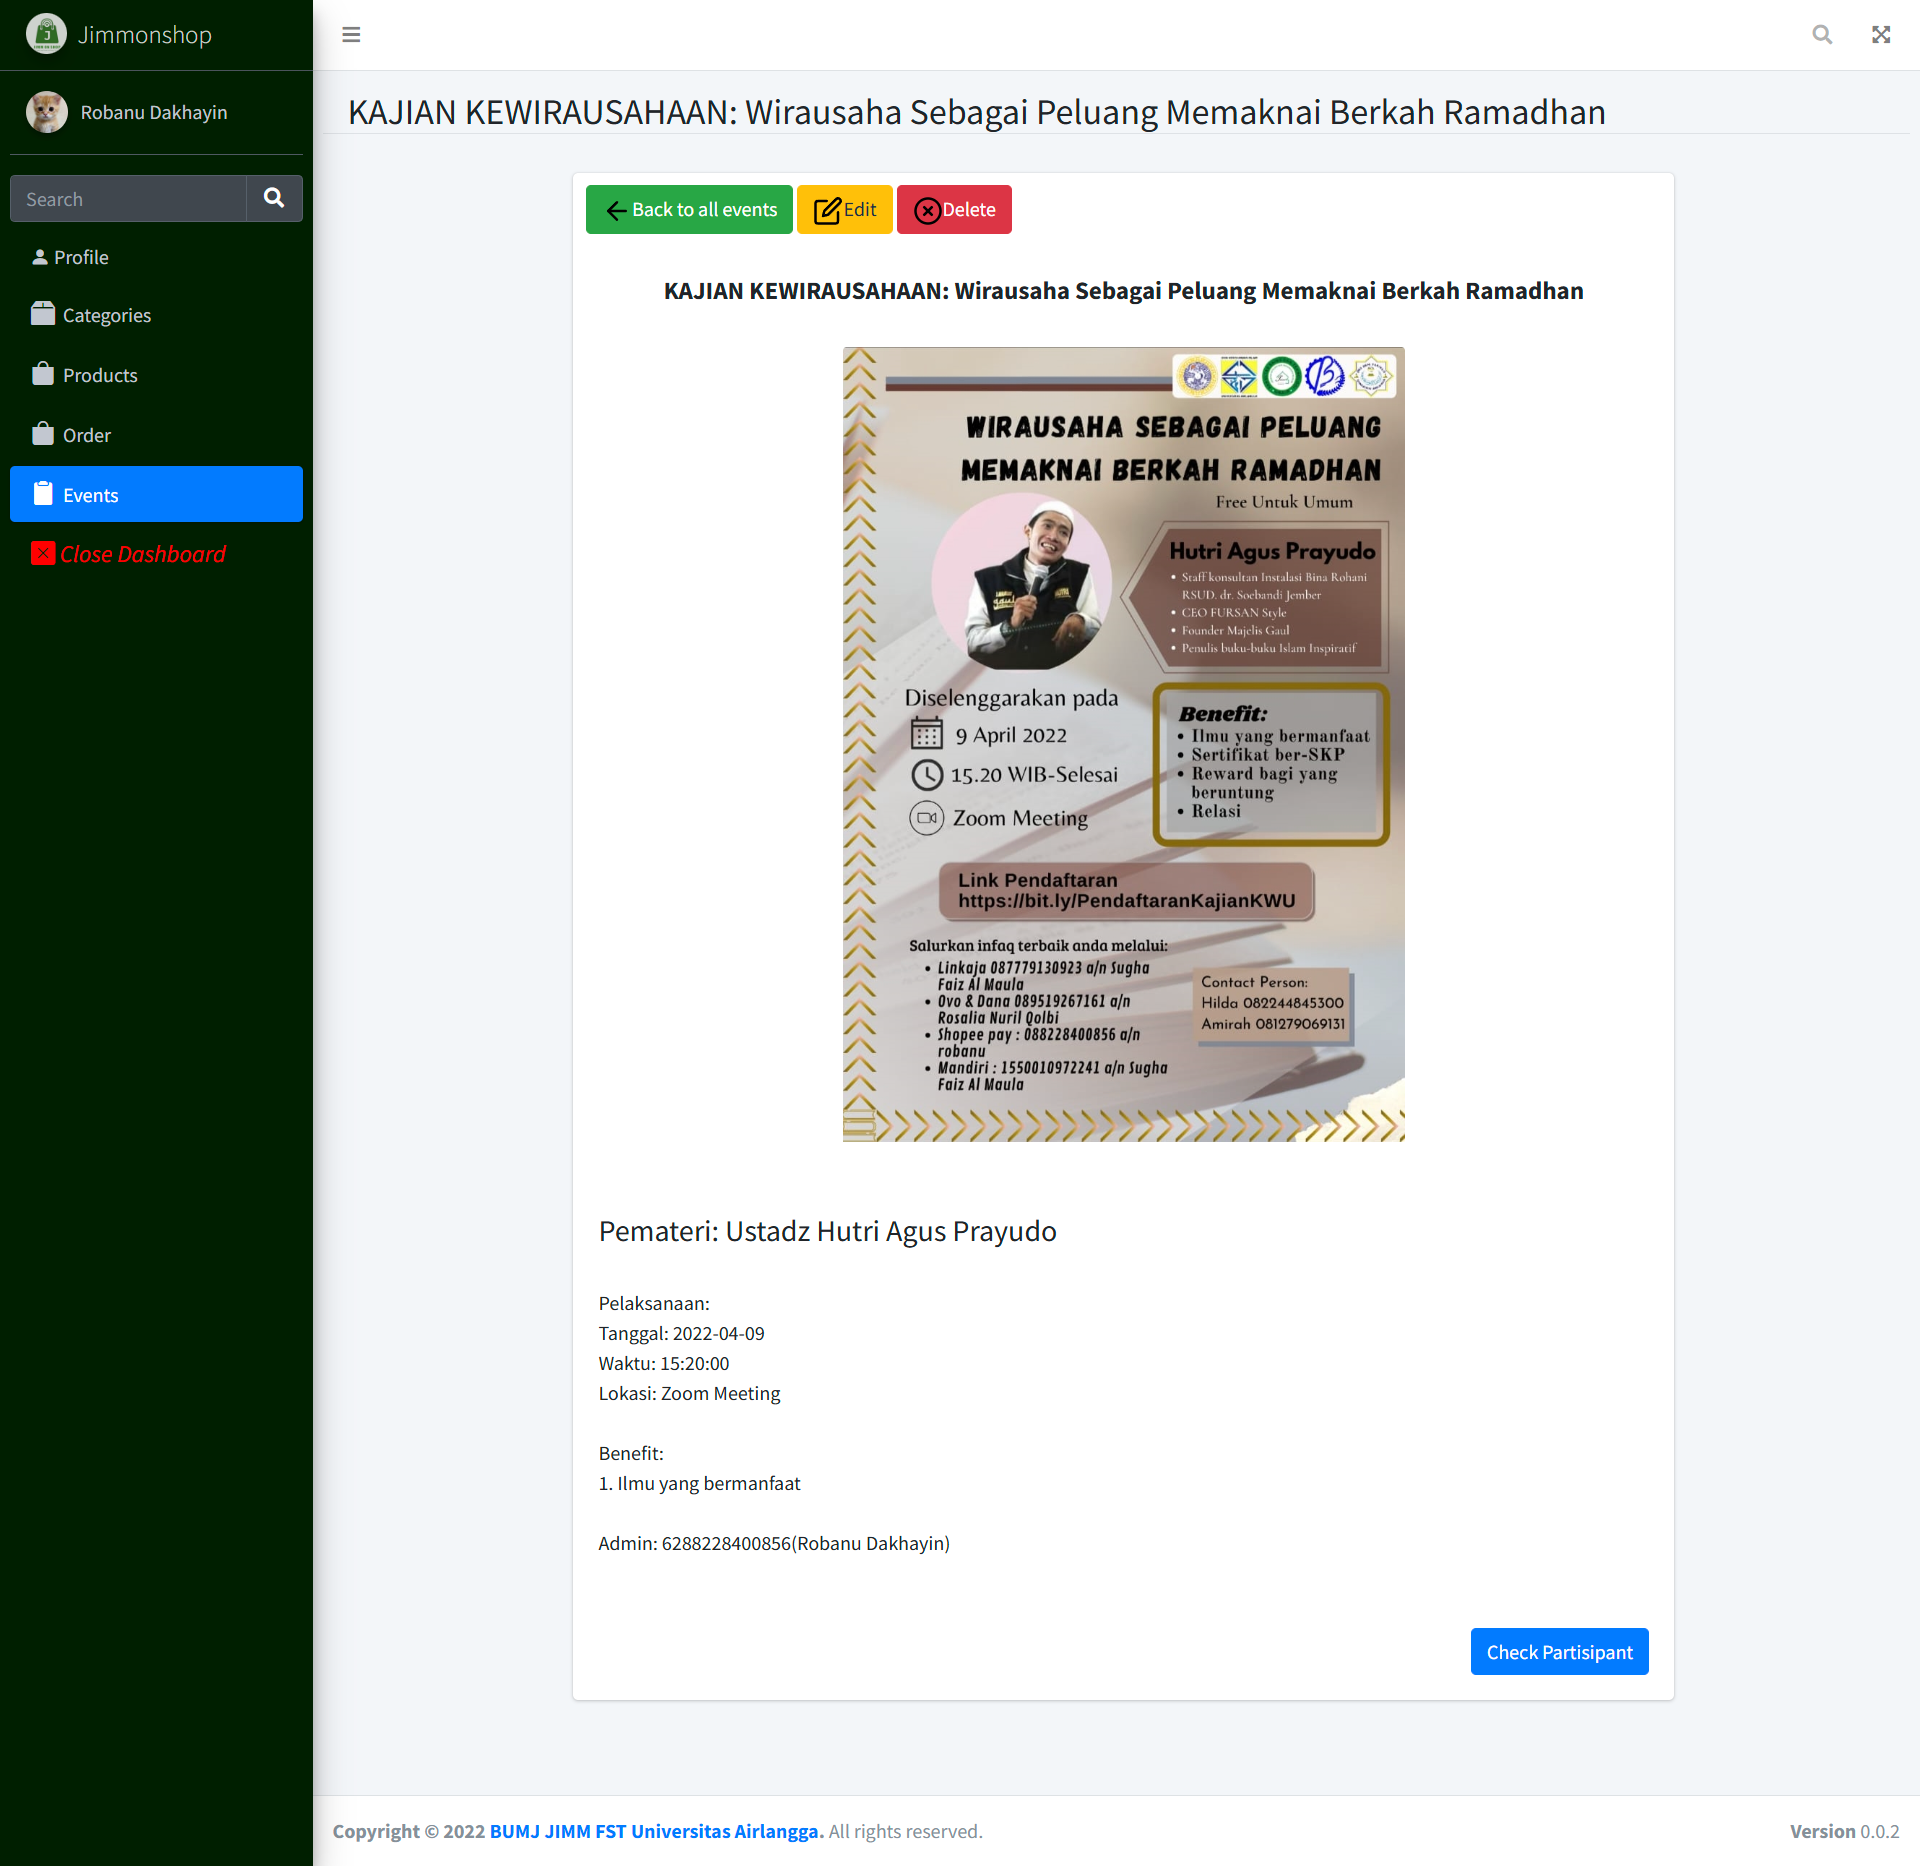 Jimmonshop
Robanu Dakhayin
Search
Profile
Categories
Products
Order
Events
Close Dashboard
KAJIAN KEWIRAUSAHAAN: Wirausaha Sebagai Peluang Memaknai Berkah Ramadhan
Back to all events
Edit
Delete
KAJIAN KEWIRAUSAHAAN: Wirausaha Sebagai Peluang Memaknai Berkah Ramadhan
WIRAUSAHA SEBAGAI PELUANG
MEMAKNAI BERKAH RAMADHAN
Free Untuk Umum
Hutri Agus Prayudo
• Staff konsultan Instalasi Bina Rohani
RSUD. dr. Soebandi Jember
• CEO FURSAN Style
• Founder Majelis Gaul
• Penulis buku-buku Islam Inspiratif
Diselenggarakan pada
9 April 2022
15.20 WIB-Selesai
Zoom Meeting
Benefit:
• Ilmu yang bermanfaat
• Sertifikat ber-SKP
• Reward bagi yang
beruntung
• Relasi
Link Pendaftaran
https://bit.ly/PendaftaranKajianKWU
Salurkan infaq terbaik anda melalui:
• Linkaja 087779130923 a/n Sugha
Faiz Al Maula
• Ovo & Dana 089519267161 a/n
Rosalia Nuril Qolbi
• Shopee pay : 088228400856 a/n
robanu
• Mandiri : 1550010972241 a/n Sugha
Faiz Al Maula
Contact Person:
Hilda 082244845300
Amirah 081279069131
Pemateri: Ustadz Hutri Agus Prayudo
Pelaksanaan:
Tanggal: 2022-04-09
Waktu: 15:20:00
Lokasi: Zoom Meeting
Benefit:
1. Ilmu yang bermanfaat
Admin: 6288228400856(Robanu Dakhayin)
Check Partisipant
Copyright © 2022 BUMJ JIMM FST Universitas Airlangga. All rights reserved.
Version 0.0.2